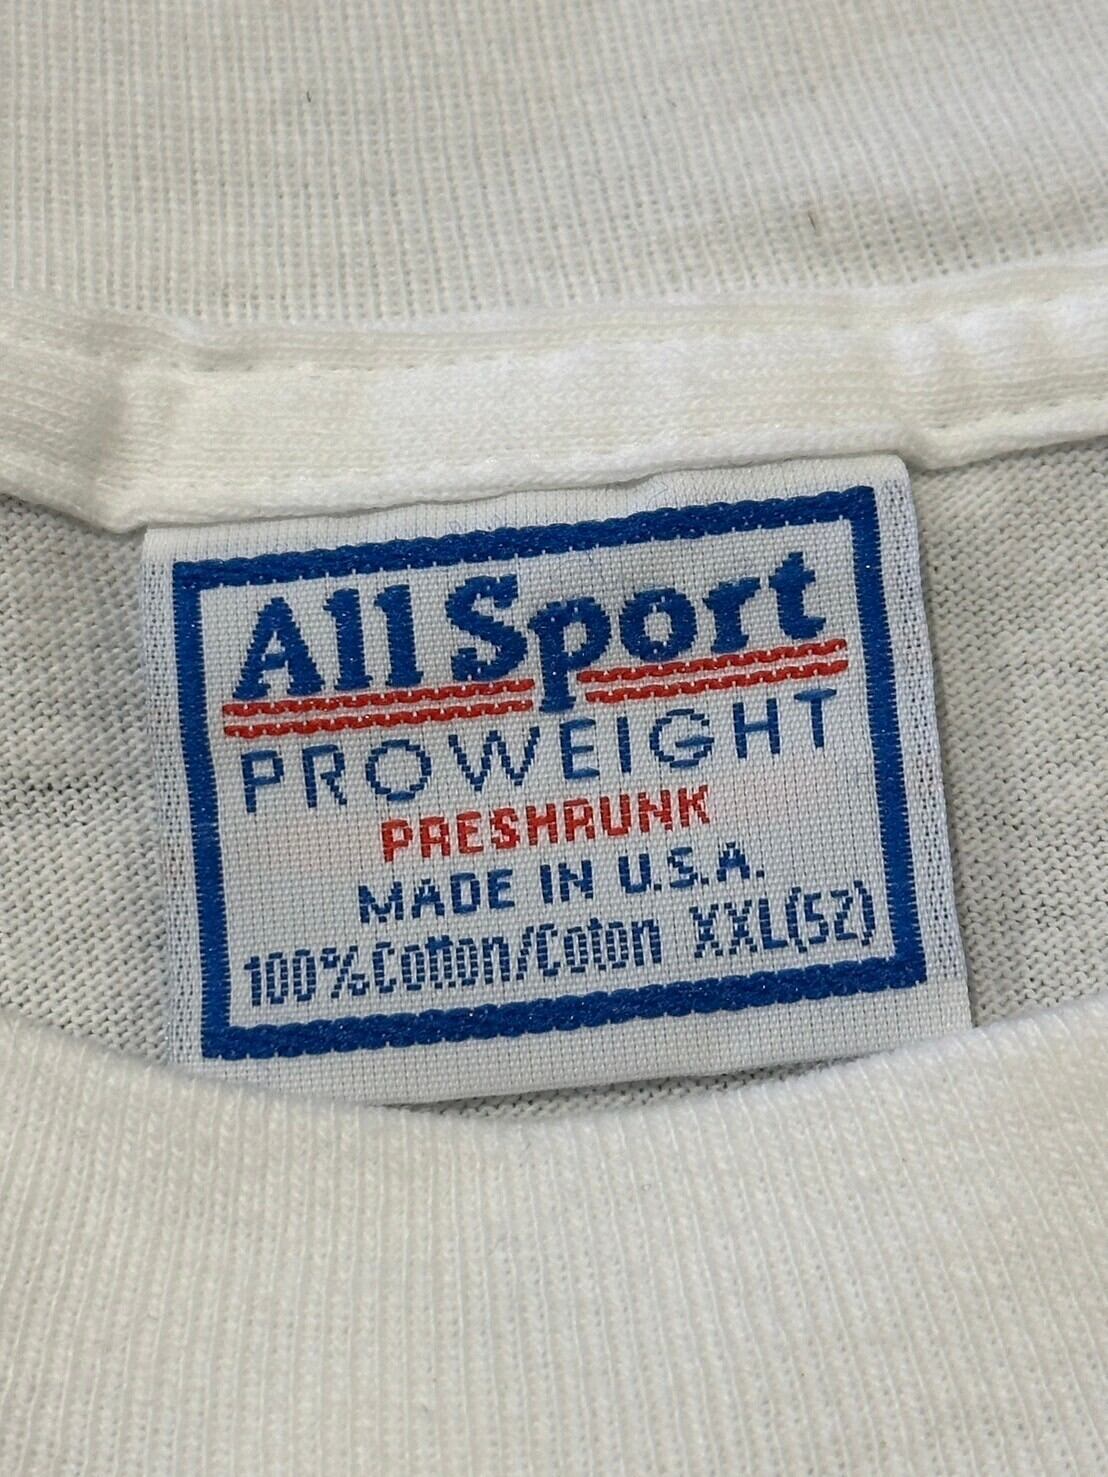 All Sport
PROWEIGHT
PRESHRUNK
MADE IN U.S.A.
100% Cotton/Coton XXL(52)